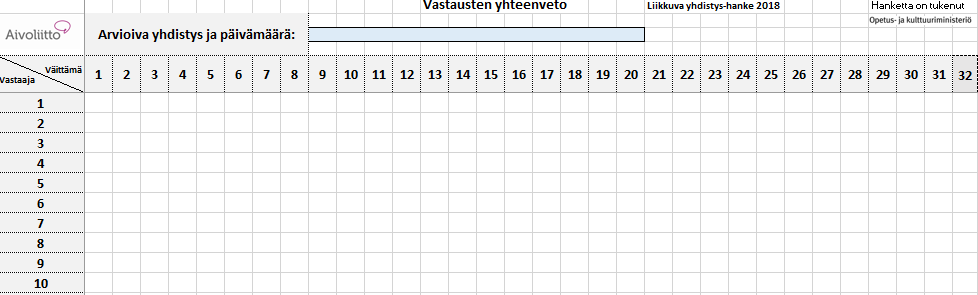 Vastausten yhteenveto
Liikkuva yhdistys-hanke 2018
Hanketta on tukenut
Opetus- ja kulttuuriministeriö
Aivoliitto
Arvioiva yhdistys ja päivämäärä:
Väittämä
Vastaaja
1 2 3 4 5 6 7 8 9 10 11 12 13 14 15 16 17 18 19 20 21 22 23 24 25 26 27 28 29 30 31 32
1
2
3
4
5
6
7
8
9
10